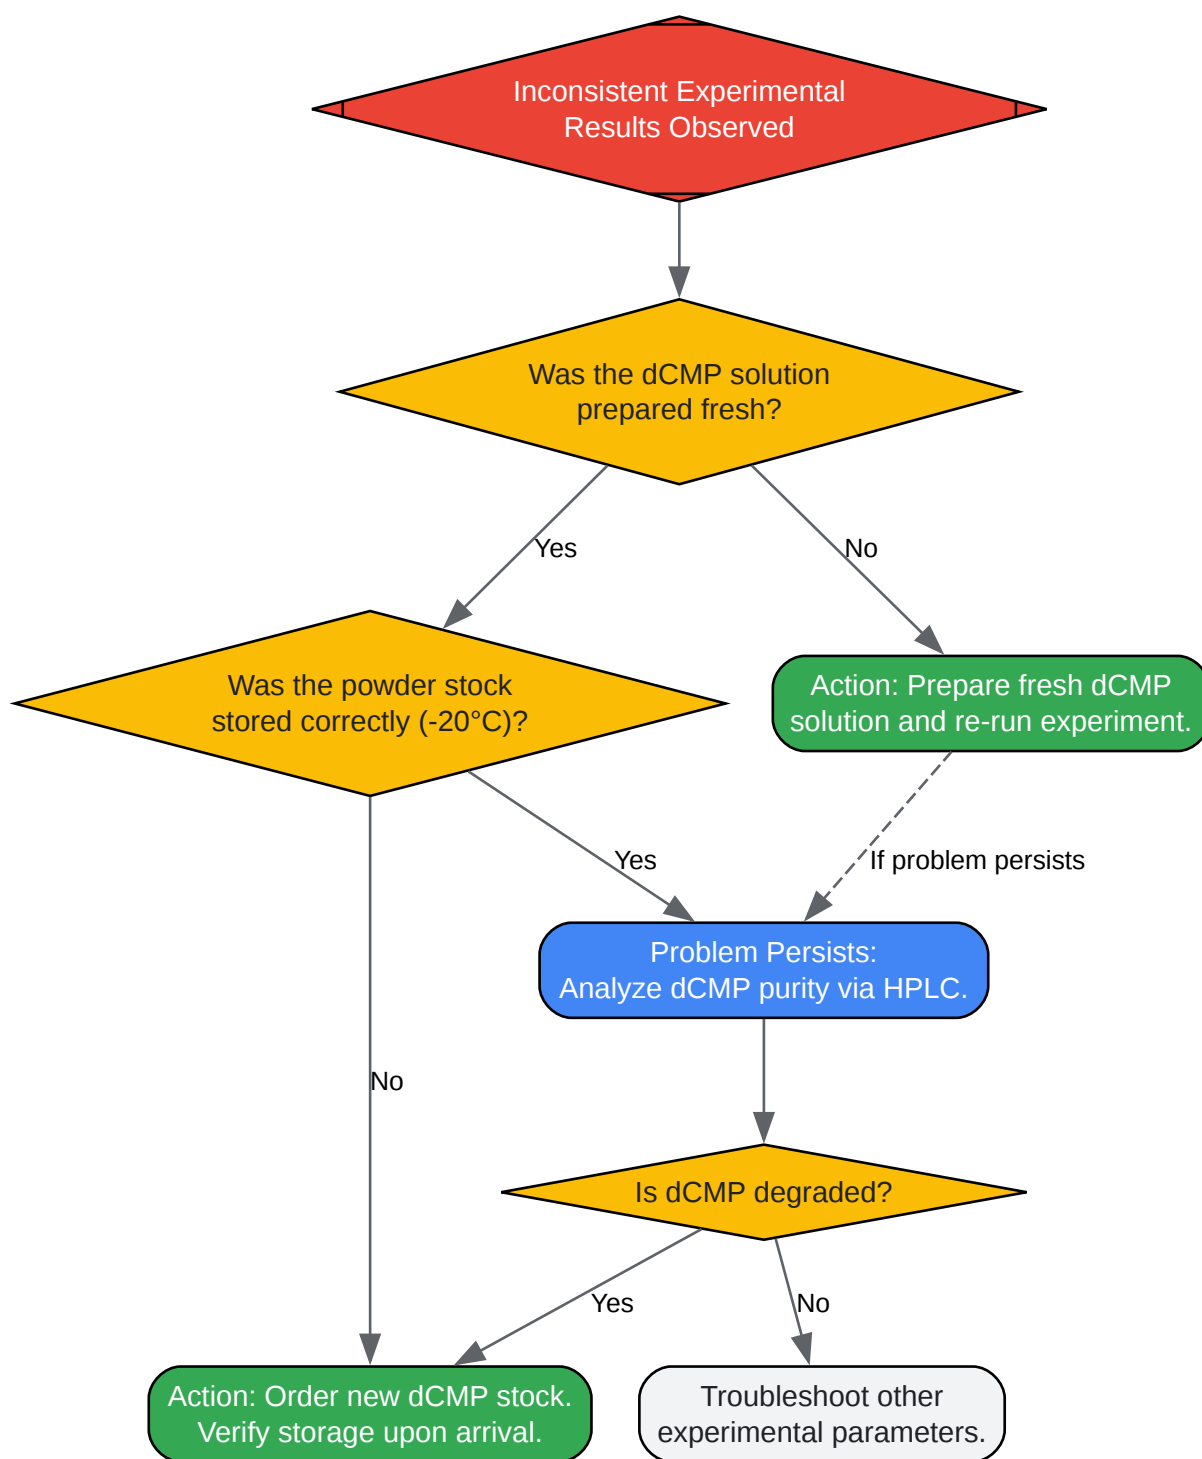 Inconsistent Experimental
Results Observed
Was the dCMP solution
prepared fresh?
Yes
No
Was the powder stock
stored correctly (-20°C)?
Action: Prepare fresh dCMP
solution and re-run experiment.
Yes
If problem persists
Problem Persists:
Analyze dCMP purity via HPLC.
No
Is dCMP degraded?
Yes
No
Action: Order new dCMP stock.
Verify storage upon arrival.
Troubleshoot other
experimental parameters.